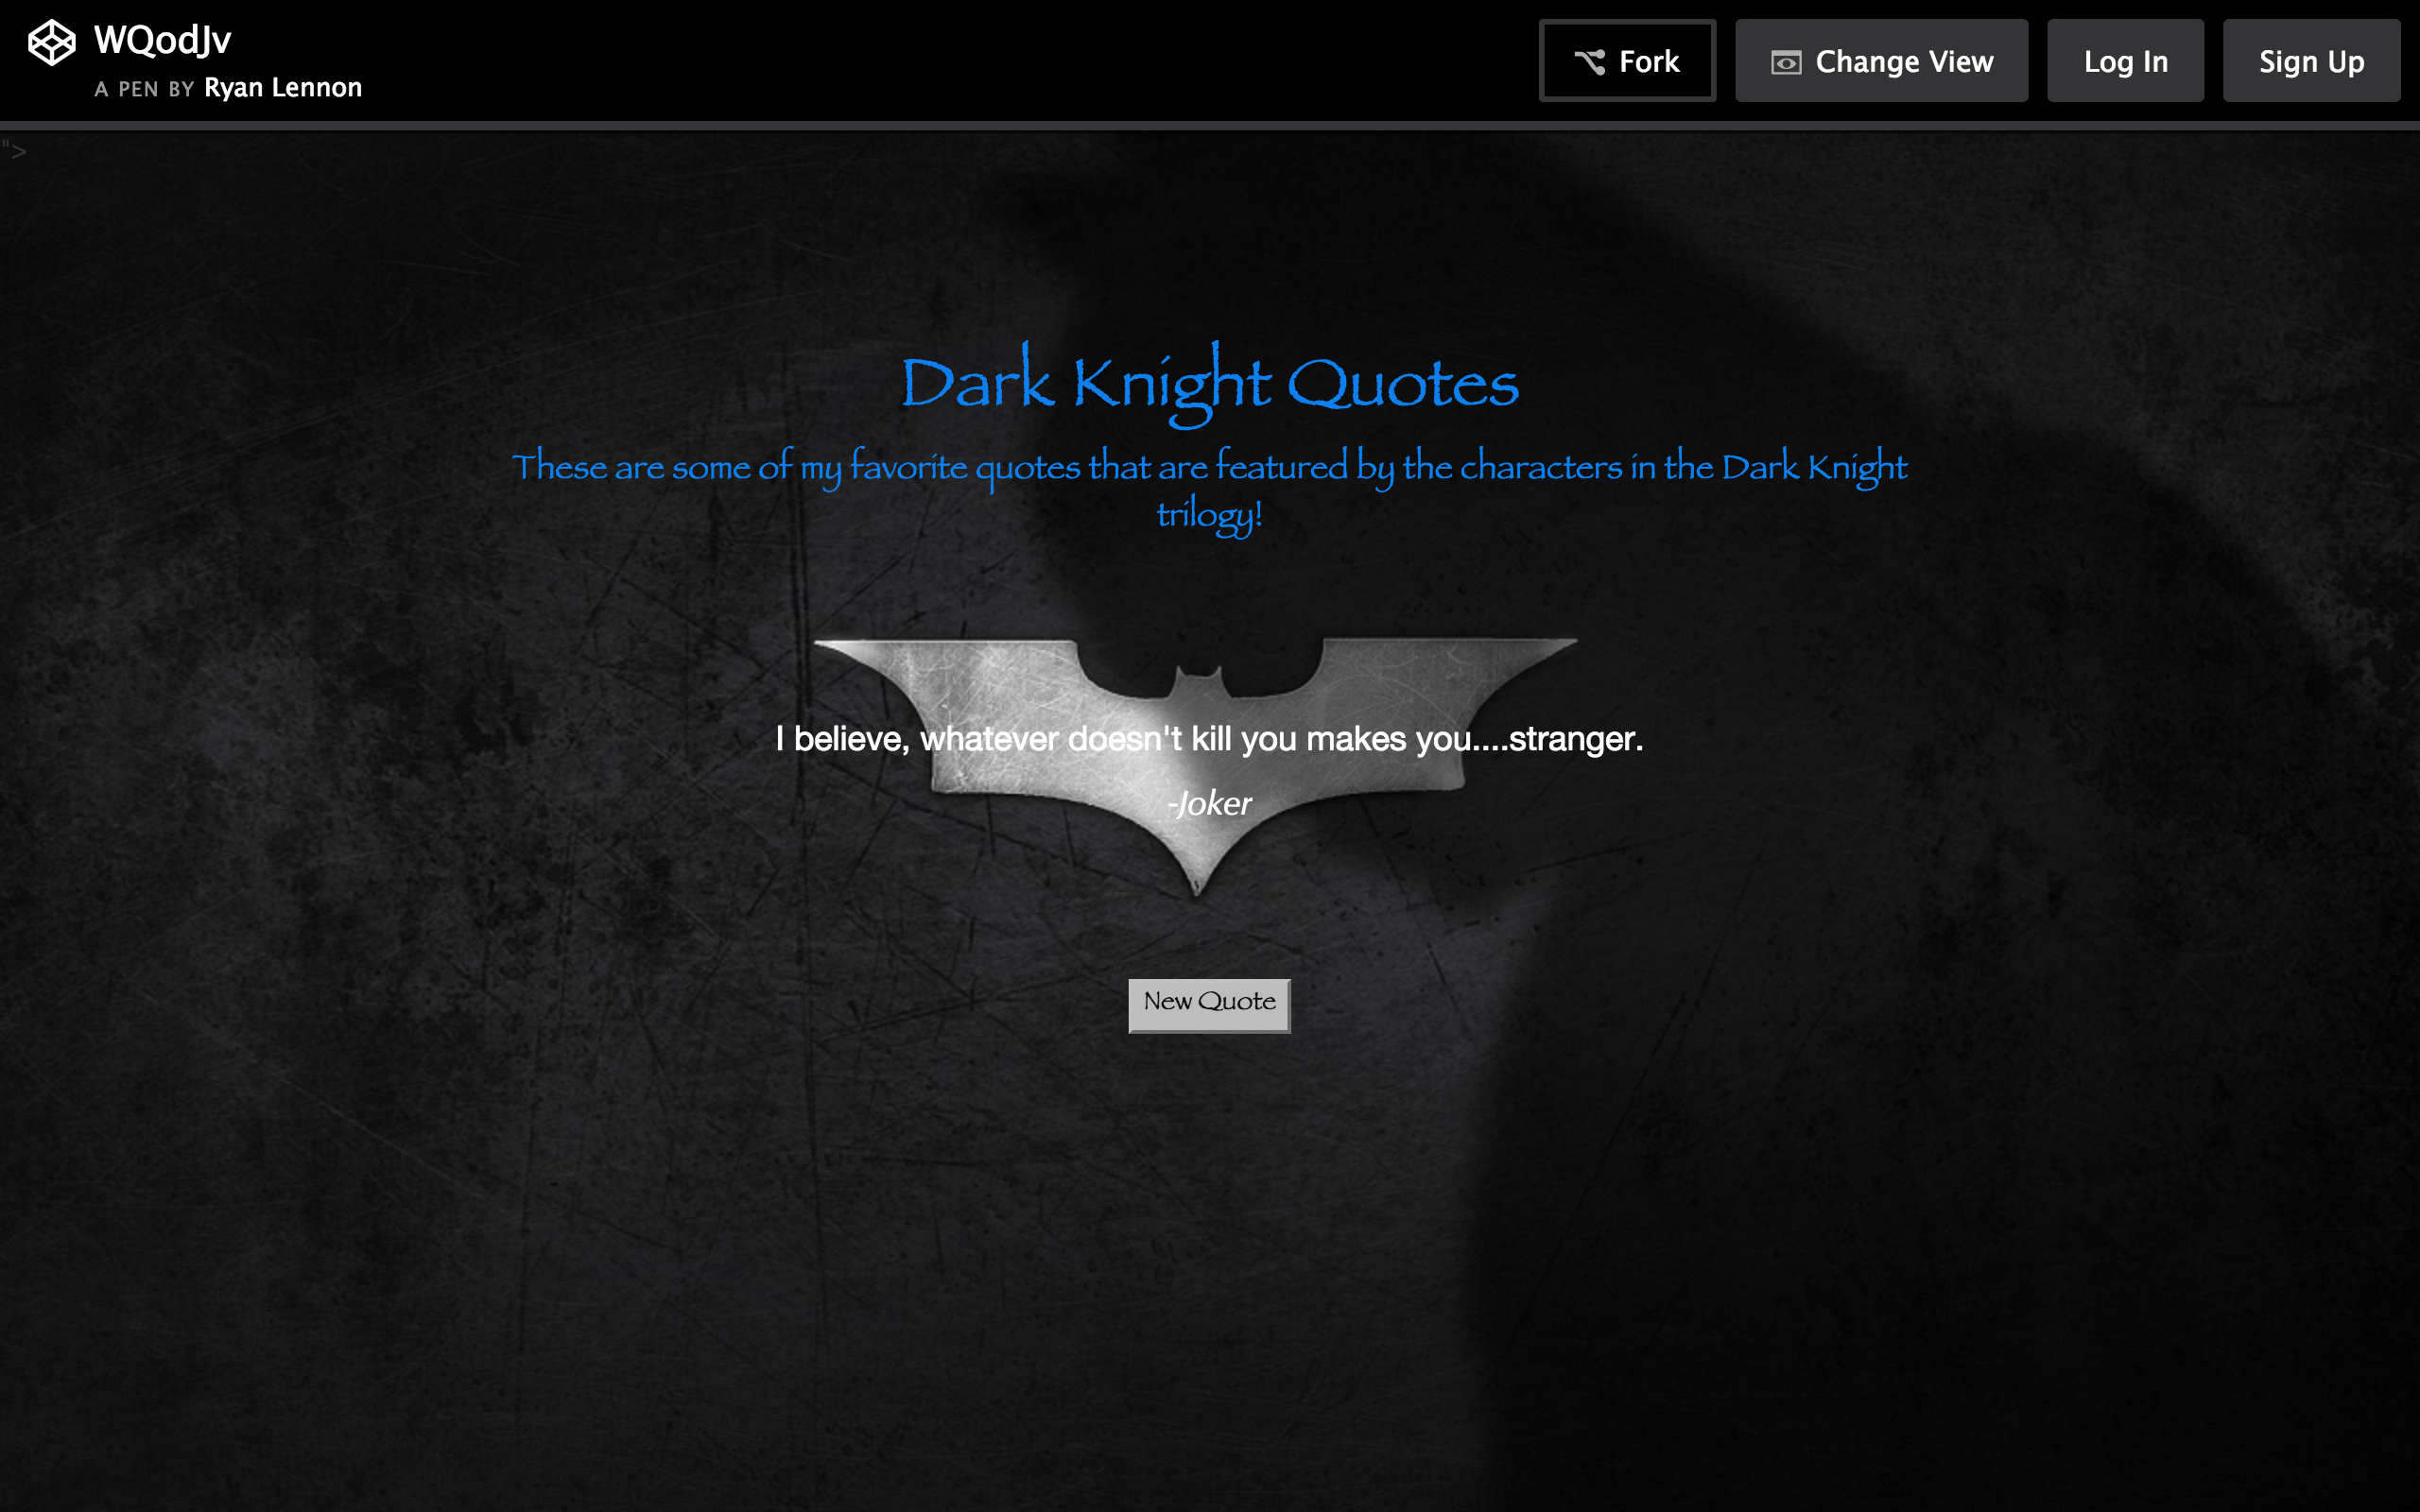 WQodJv
A PEN BY Ryan Lennon
Fork
Change View
Log In
Sign Up
">
Dark Knight Quotes
These are some of my favorite quotes that are featured by the characters in the Dark Knight
trilogy!
I believe, whatever doesn't kill you makes you....stranger.
-Joker
New Quote